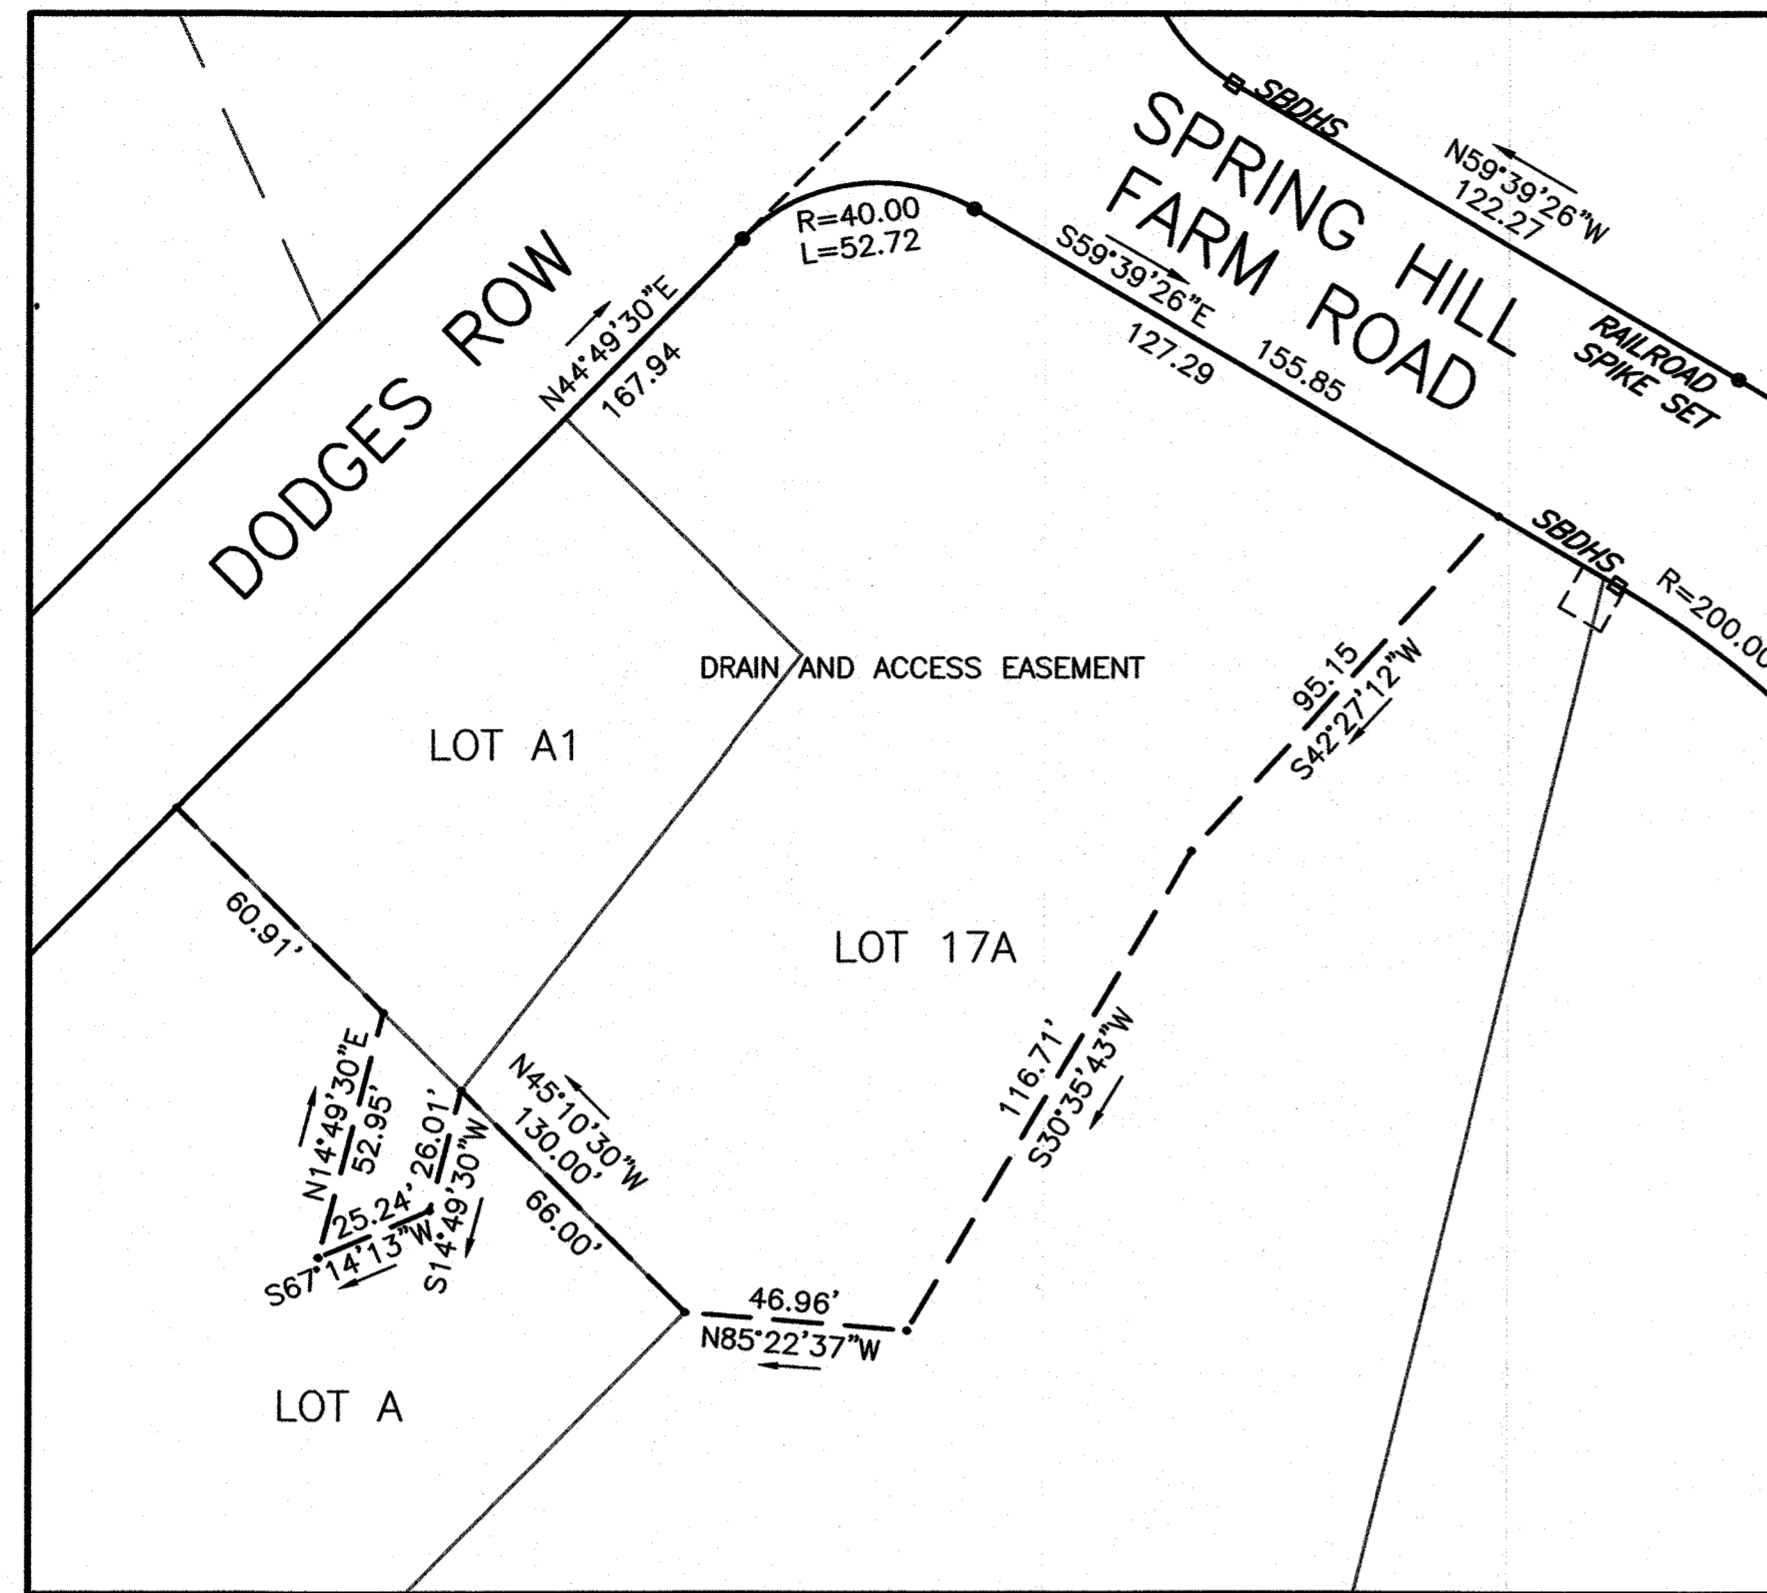 SBDHS
N59°39'26"W
122.27
SPRING HILL
FARM ROAD
R=40.00
L=52.72
S59°39'26"E
127.29
155.85
RAILROAD
SPIKE SET
DODGES ROW
N44°49'30"E
167.94
SBDHS
R=200.00
DRAIN AND ACCESS EASEMENT
95.15
S42°27'12"W
LOT A1
60.91'
LOT 17A
N14°49'30"E
52.95'
26.01'
S14°49'30"W
25.24'
S67°14'13"W
N45°10'30"W
130.00'
66.00'
116.71'
S30°35'43"W
46.96'
N85°22'37"W
LOT A